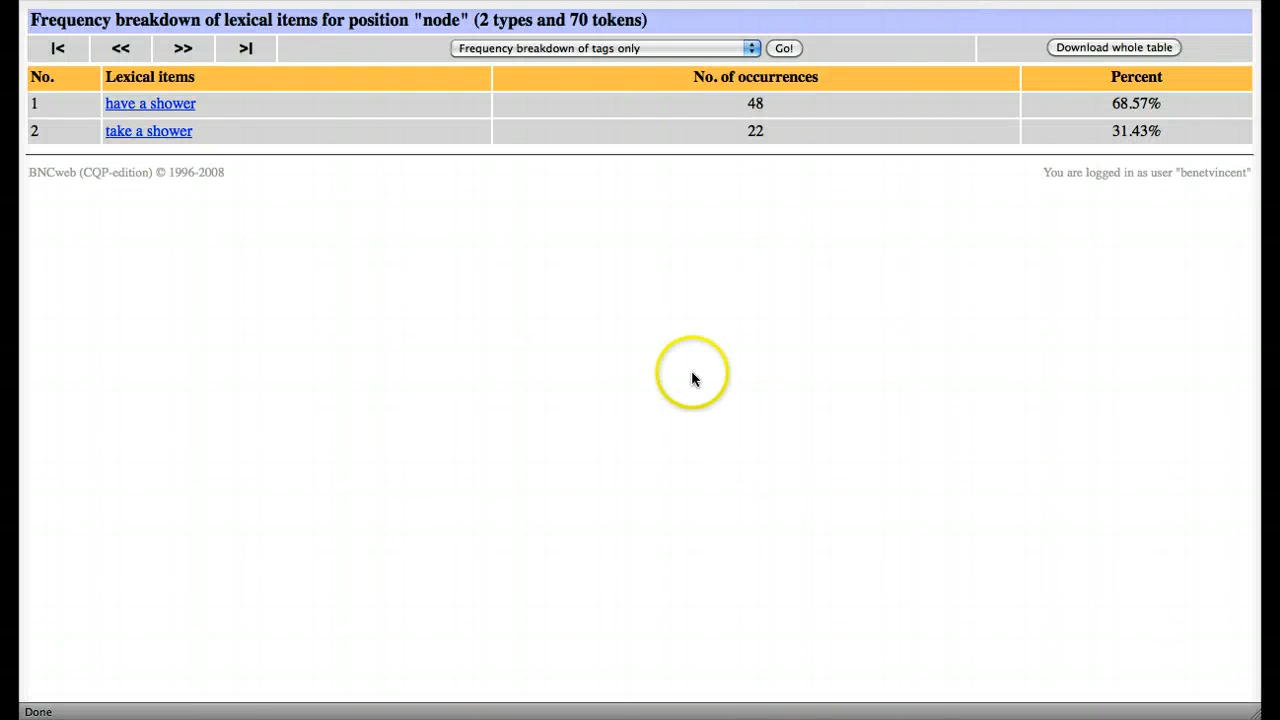 Frequency breakdown of lexical items for position "node" (2 types and 70 tokens)
|< << >> >| Frequency breakdown of tags only Go! Download whole table
No. Lexical items No. of occurrences Percent
1 have a shower 48 68.57%
2 take a shower 22 31.43%
BNCweb (CQP-edition) © 1996-2008 You are logged in as user "benetvincent"
Done